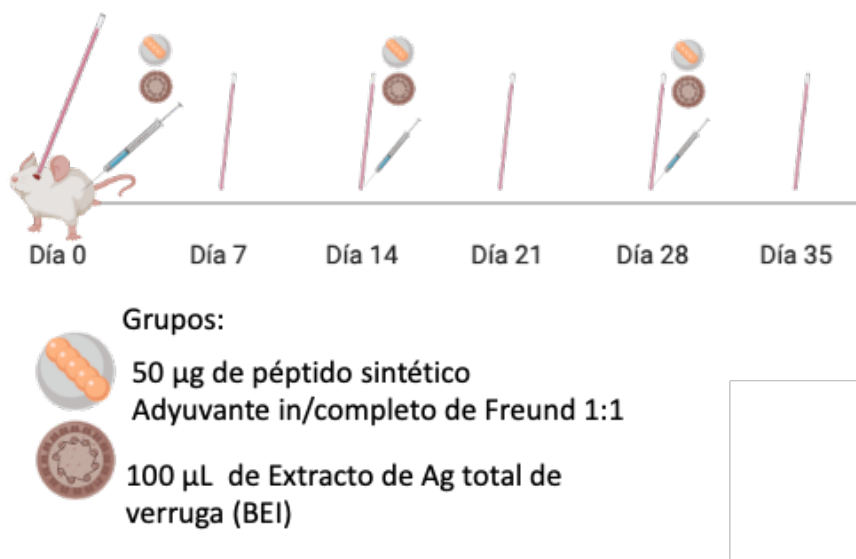 Día 0
Día 7
Día 14
Día 21
Día 28
Día 35
Grupos:
50 µg de péptido sintético
Adyuvante in/completo de Freund 1:1
100 µL de Extracto de Ag total de
verruga (BEI)